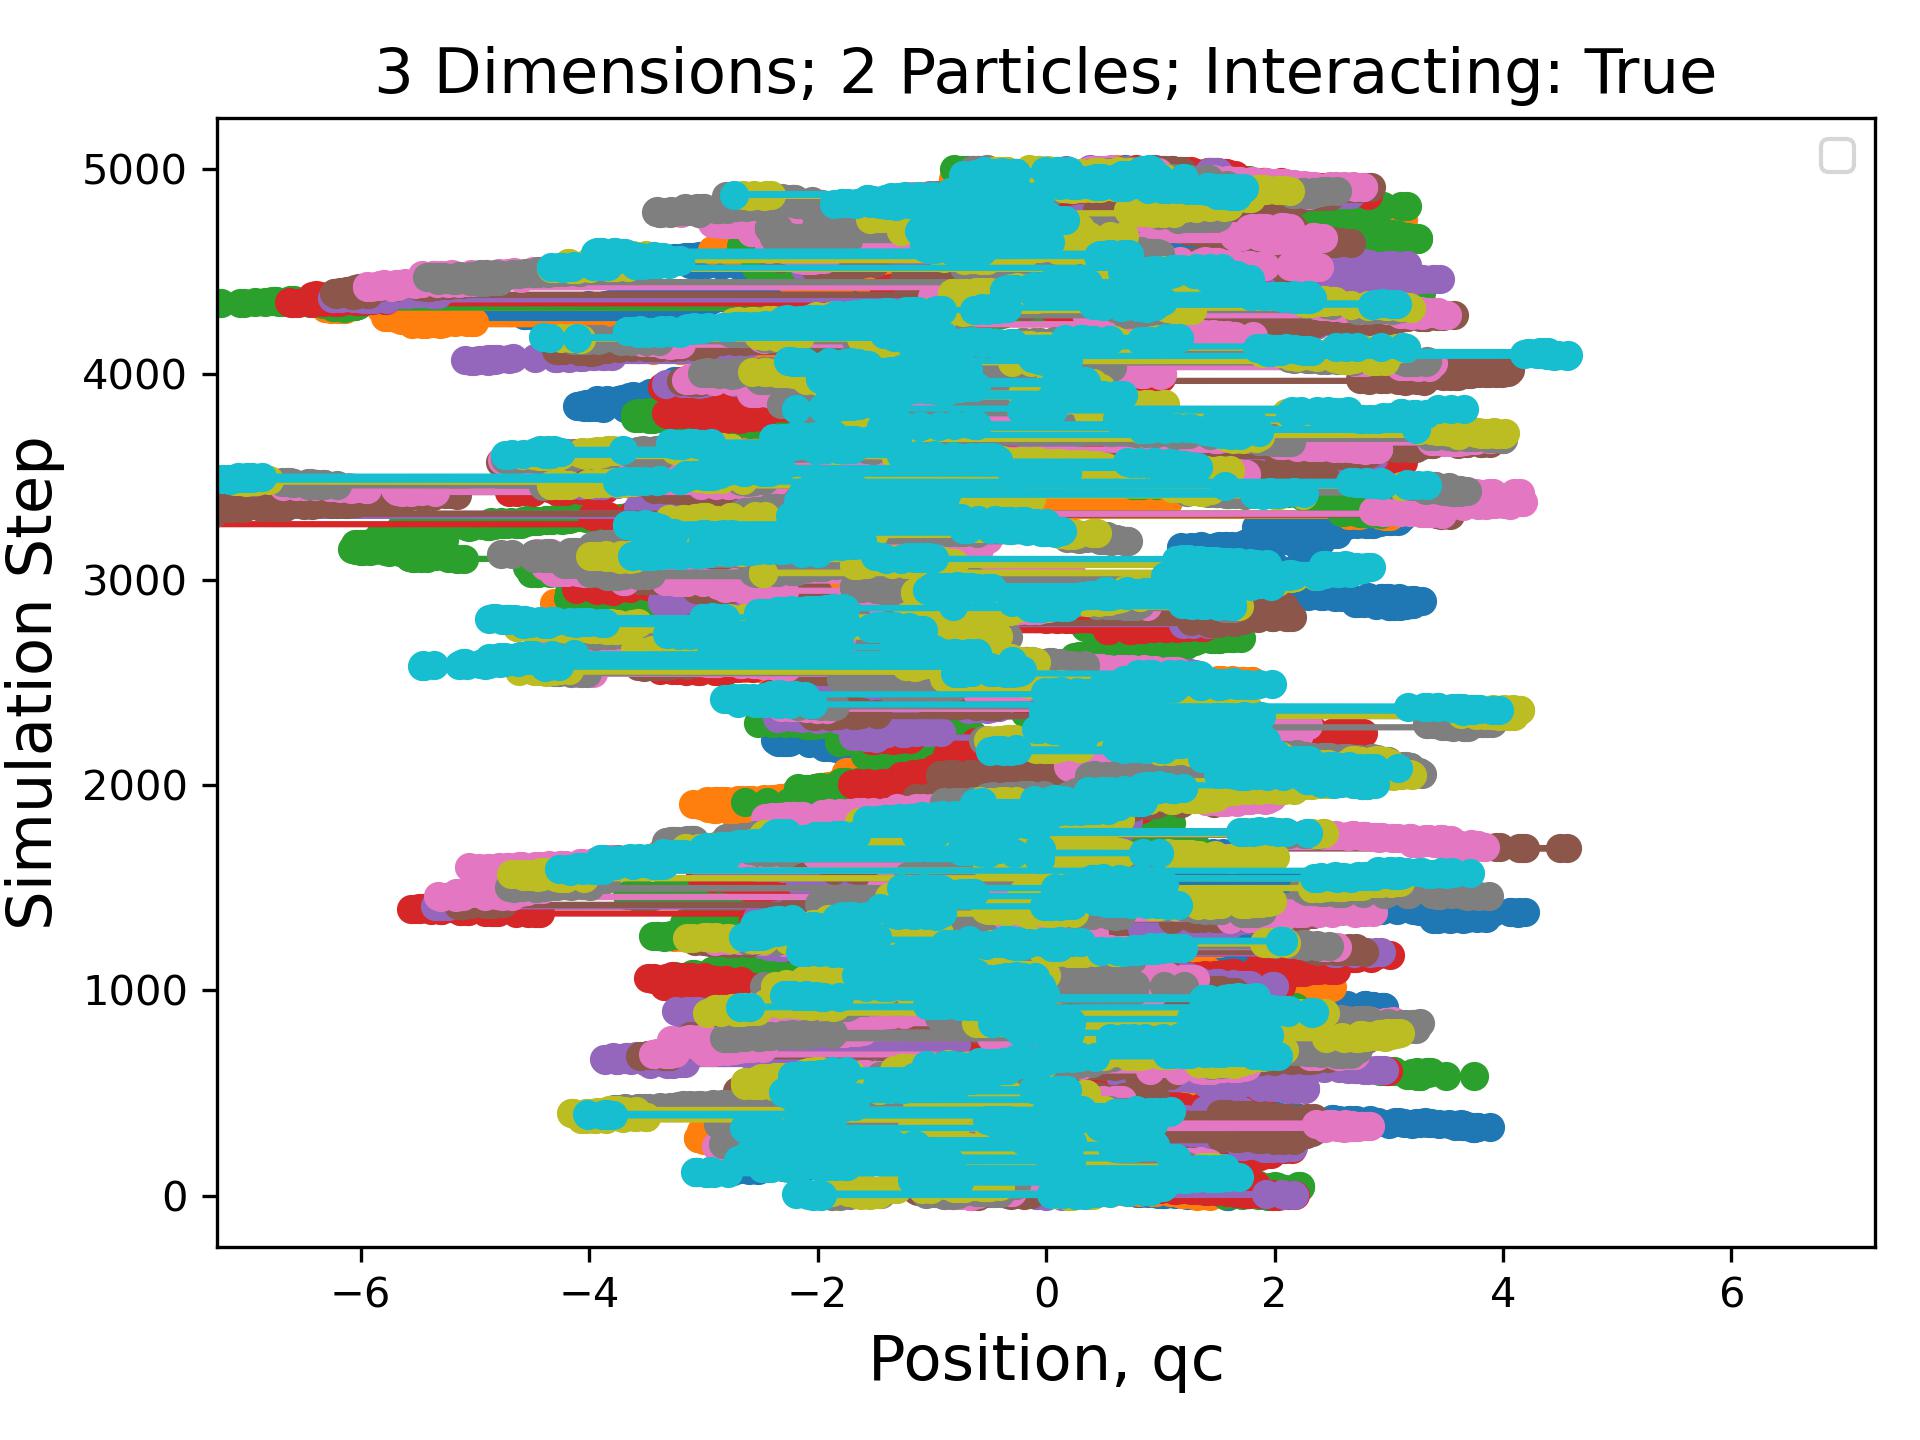 3 Dimensions; 2 Particles; Interacting: True
5000
4000
3000
2000
1000
0
Simulation Step
−6 −4 −2 0 2 4 6
Position, qc